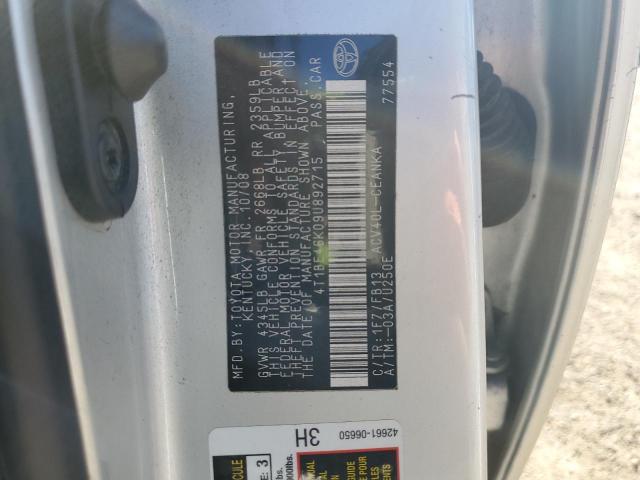 MFD.BY: TOYOTA MOTOR MANUFACTURING,
KENTUCKY, INC. 10/08
GVWR 4345LB GAWR FR 2668LB RR 2359LB
THIS VEHICLE CONFORMS TO ALL APPLICABLE
FEDERAL MOTOR VEHICLE SAFETY, BUMPER, AND
THEFT PREVENTION STANDARDS IN EFFECT ON
THE DATE OF MANUFACTURE SHOWN ABOVE.
4T1BE46K09U892715 PASS.CAR
C/TR: 1F7/FB13 ACV40L-CEANKA
A/TM: -03A/U250E 77554
42661-06650
3H